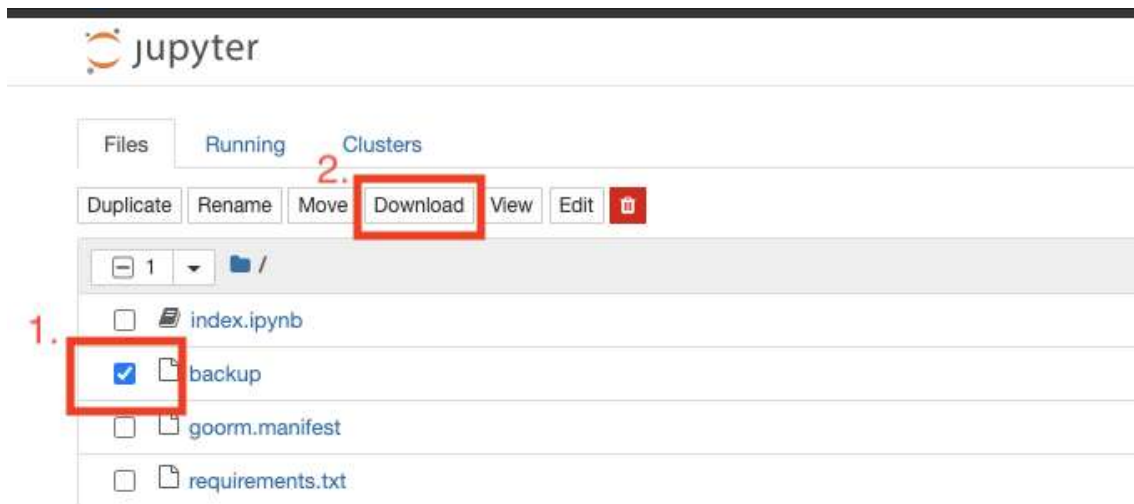 jupyter
Files Running Clusters
2.
Duplicate Rename Move Download View Edit
1 /
index.ipynb
1.
backup
goorm.manifest
requirements.txt